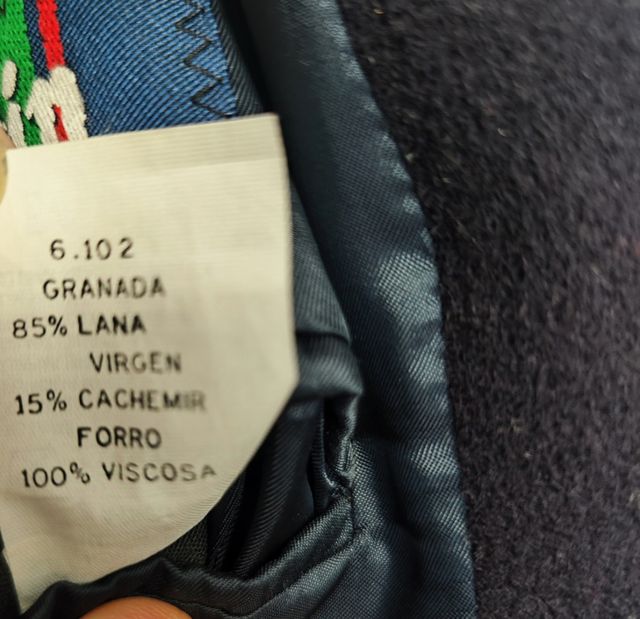 6.102
GRANADA
85% LANA
VIRGEN
15% CACHEMIR
FORRO
100% VISCOSA